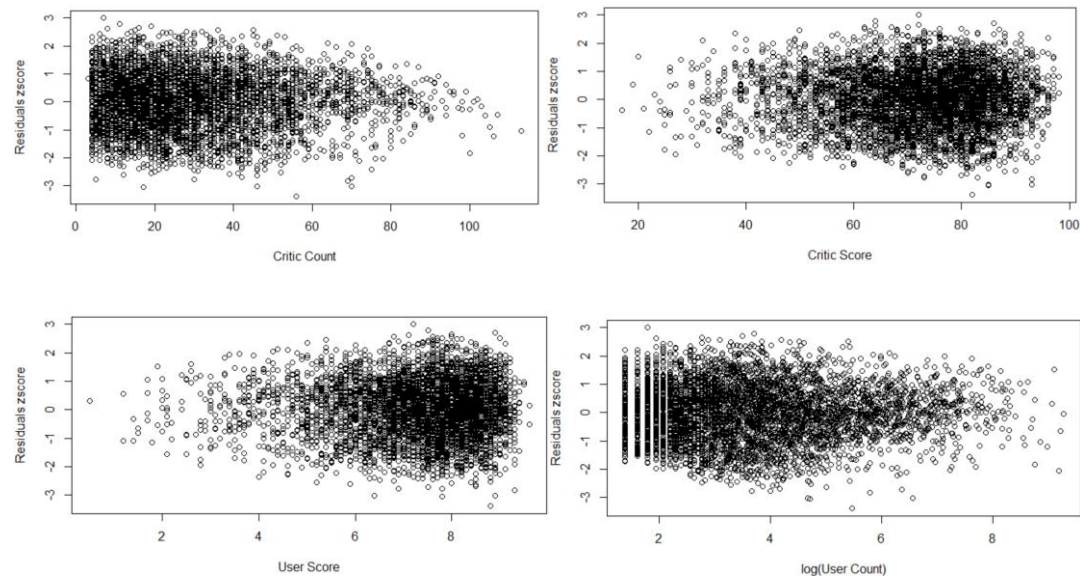 Residuals zscore
3
2
1
0
-1
-2
-3
0 20 40 60 80 100
Critic Count
Residuals zscore
3
2
1
0
-1
-2
-3
20 40 60 80 100
Critic Score
Residuals zscore
3
2
1
0
-1
-2
-3
2 4 6 8
User Score
Residuals zscore
3
2
1
0
-1
-2
-3
2 4 6 8
log(User Count)